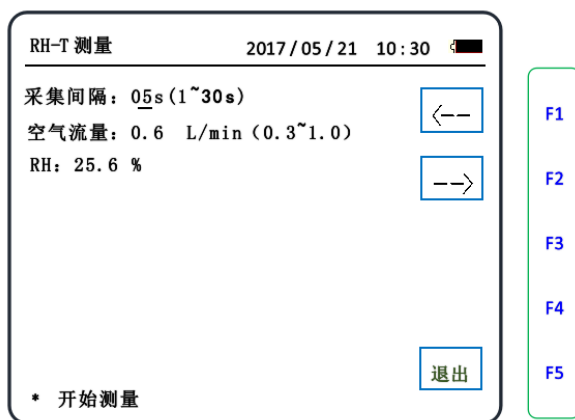 RH-T 测量 2017/05/21 10:30
采集间隔：05s(1~30s)
<--
F1
空气流量：0.6 L/min（0.3~1.0）
RH：25.6 %
-->
F2
F3
F4
退出
F5
* 开始测量